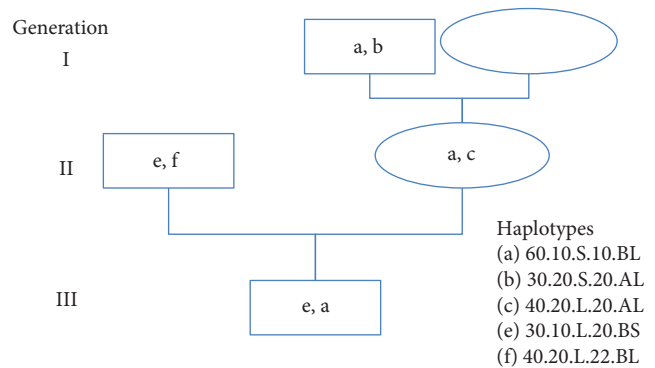 Generation
I
a, b
II
e, f
a, c
III
e, a
Haplotypes
(a) 60.10.S.10.BL
(b) 30.20.S.20.AL
(c) 40.20.L.20.AL
(e) 30.10.L.20.BS
(f) 40.20.L.22.BL